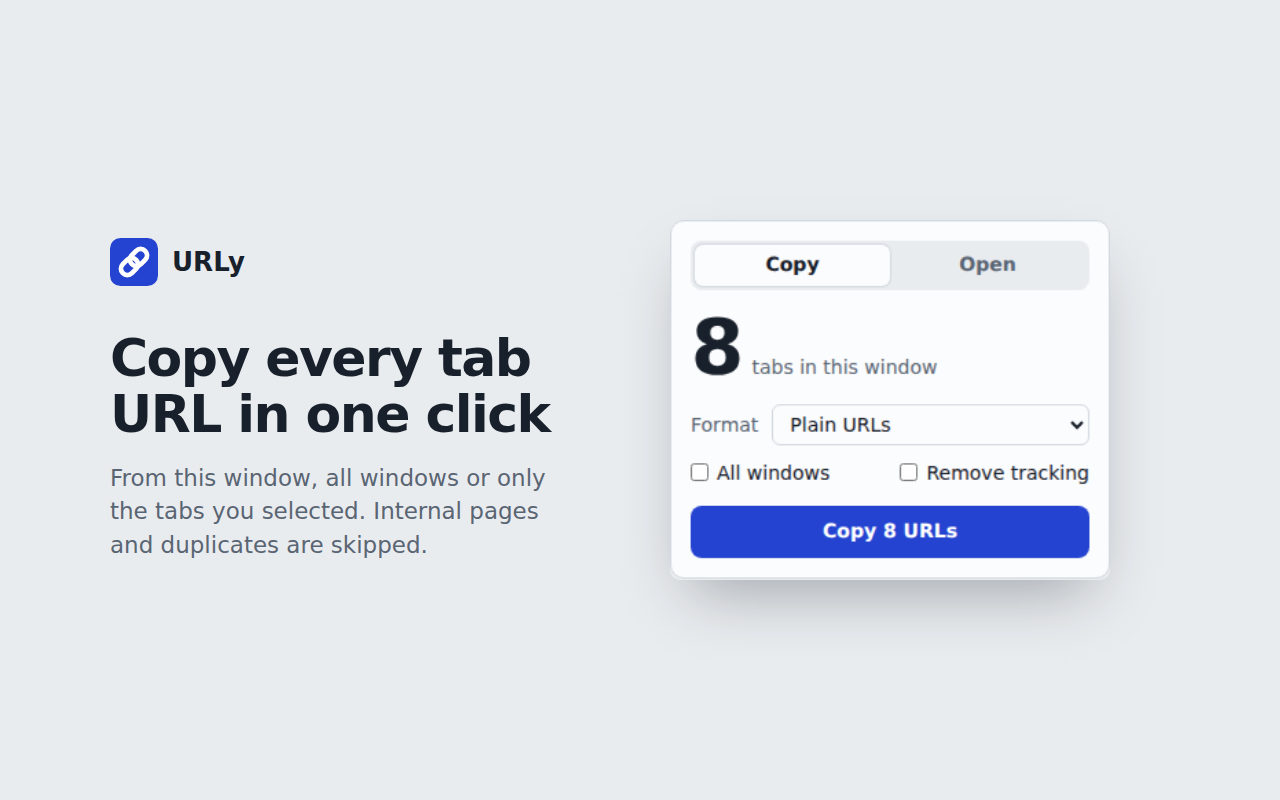 URLy
Copy every tab
URL in one click
From this window, all windows or only
the tabs you selected. Internal pages
and duplicates are skipped.
Copy Open
8 tabs in this window
Format Plain URLs
All windows Remove tracking
Copy 8 URLs